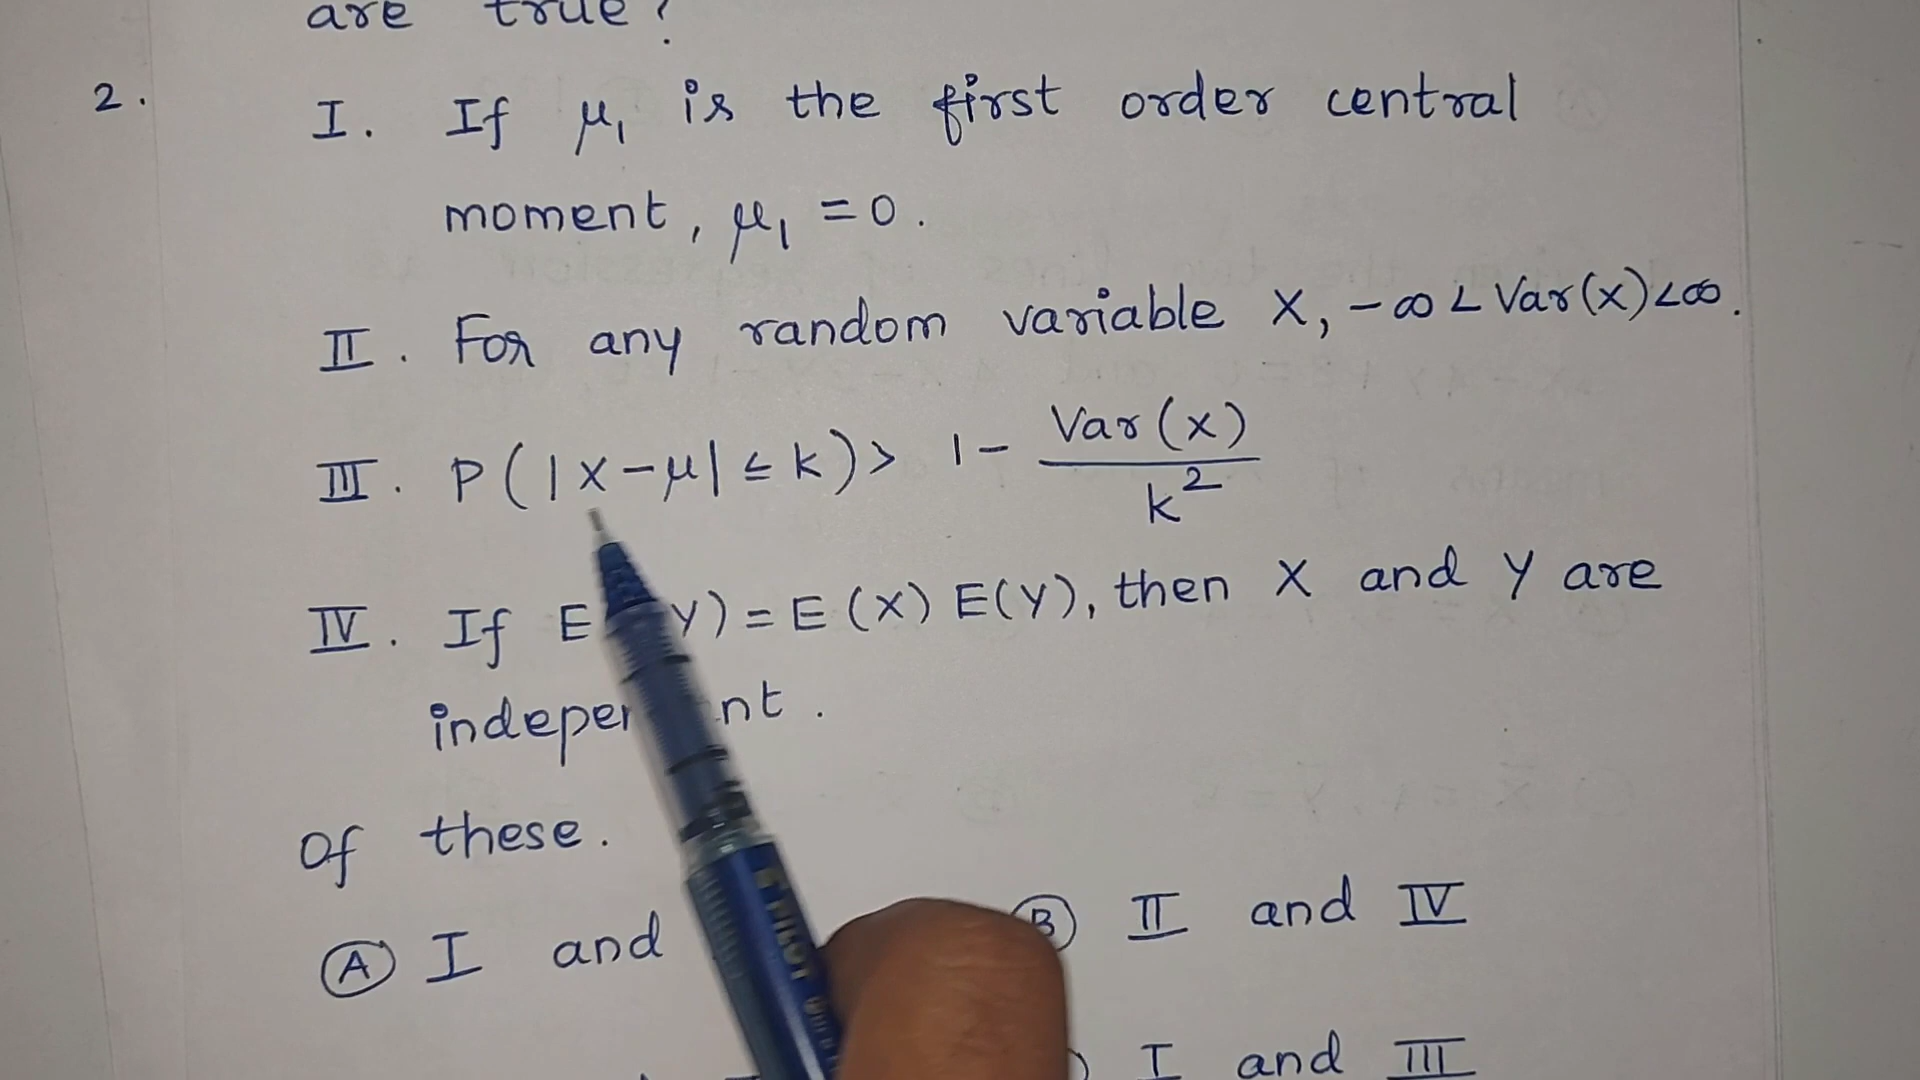 are true?
2. I. If μ₁ is the first order central
moment, μ₁ = 0.
II. For any random variable X, -∞ < Var(x) < ∞.
III. P(|x-μ| ≤ k) > 1 - Var(x) / k²
IV. If E Y) = E(X) E(Y), then X and Y are
indepe nt.
Of these.
(A) I and
(B) II and IV
I and III